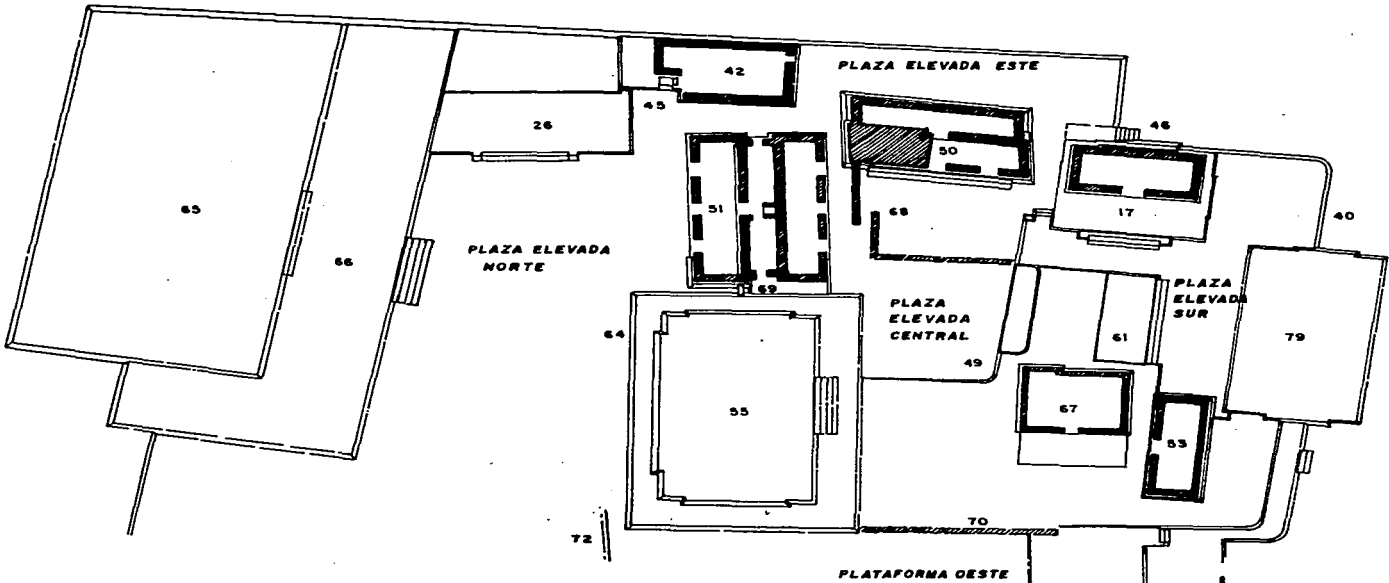 PLAZA ELEVADA ESTE
42
45
26
46
50
51
65
68
17
40
66
PLAZA ELEVADA
NORTE
69
PLAZA
ELEVADA
CENTRAL
PLAZA
ELEVADA
SUR
64
61
79
49
55
67
53
70
72
PLATAFORMA OESTE